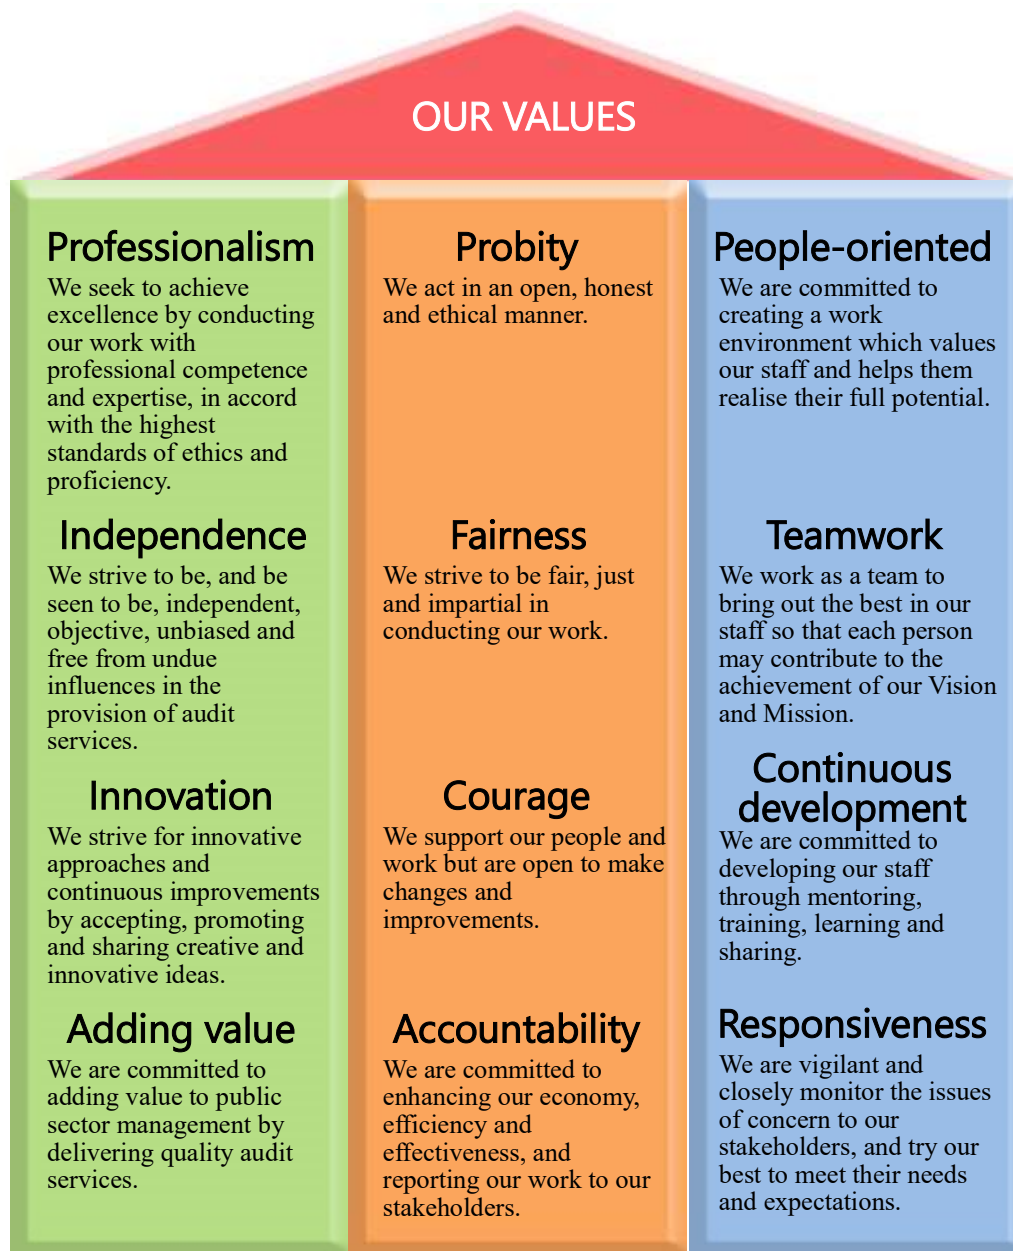 OUR VALUES
Professionalism
We seek to achieve
excellence by conducting
our work with
professional competence
and expertise, in accord
with the highest
standards of ethics and
proficiency.
Independence
We strive to be, and be
seen to be, independent,
objective, unbiased and
free from undue
influences in the
provision of audit
services.
Innovation
We strive for innovative
approaches and
continuous improvements
by accepting, promoting
and sharing creative and
innovative ideas.
Adding value
We are committed to
adding value to public
sector management by
delivering quality audit
services.
Probity
We act in an open, honest
and ethical manner.
Fairness
We strive to be fair, just
and impartial in
conducting our work.
Courage
We support our people and
work but are open to make
changes and
improvements.
Accountability
We are committed to
enhancing our economy,
efficiency and
effectiveness, and
reporting our work to our
stakeholders.
People-oriented
We are committed to
creating a work
environment which values
our staff and helps them
realise their full potential.
Teamwork
We work as a team to
bring out the best in our
staff so that each person
may contribute to the
achievement of our Vision
and Mission.
Continuous
development
We are committed to
developing our staff
through mentoring,
training, learning and
sharing.
Responsiveness
We are vigilant and
closely monitor the issues
of concern to our
stakeholders, and try our
best to meet their needs
and expectations.